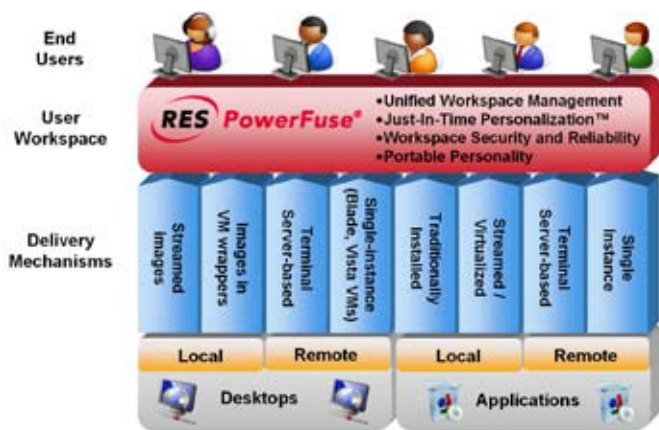 End
Users
User
Workspace
RES PowerFuse®
•Unified Workspace Management
•Just-In-Time Personalization™
•Workspace Security and Reliability
•Portable Personality
Delivery
Mechanisms
Streamed
images
Images in
VM wrappers
Terminal
Server-based
Single-instance
(Blade, Vista VMs)
Traditionally
Installed
Streamed /
Virtualized
Terminal
Server-based
Single
Instance
Local
Remote
Local
Remote
Desktops
Applications